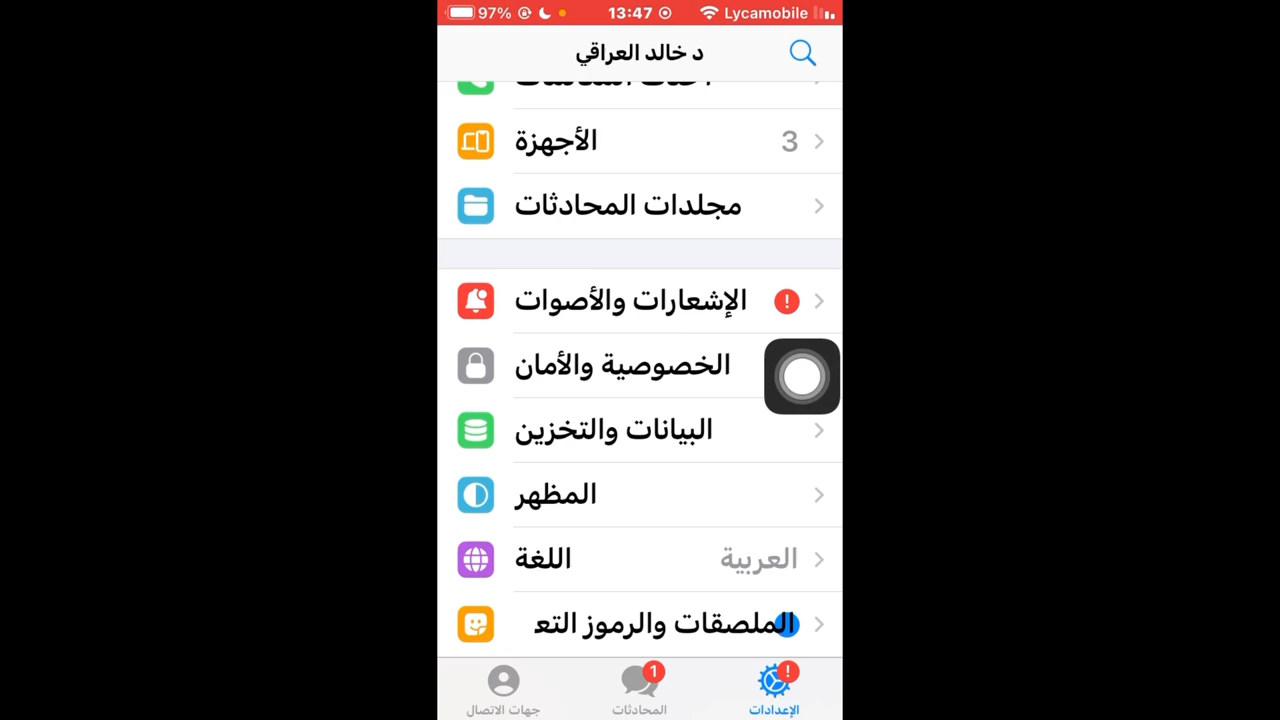 97% 13:47 Lycamobile
د خالد العراقي
الأجهزة 3
مجلدات المحادثات
الإشعارات والأصوات !
الخصوصية والأمان
البيانات والتخزين
المظهر
اللغة العربية
الملصقات والرموز التع
1 !
جهات الاتصال المحادثات الإعدادات